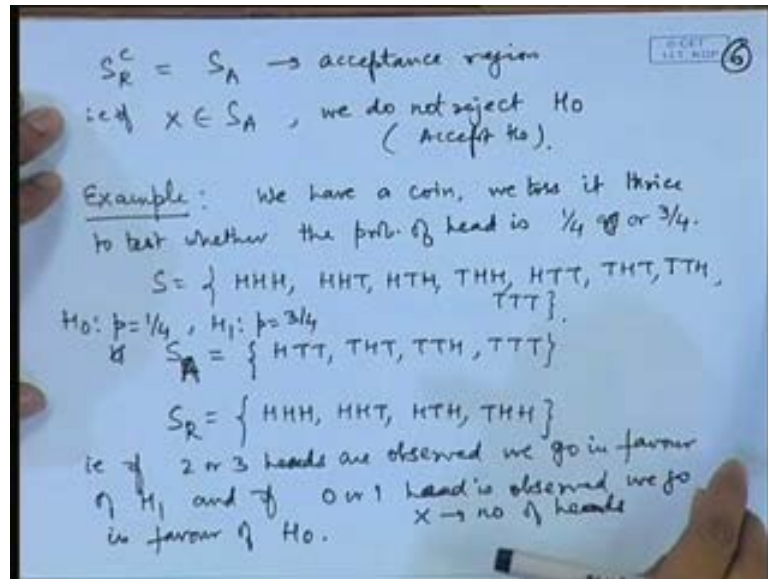 S_R^c = S_A → acceptance region
6
ie if X ∈ S_A , we do not reject H0
( Accept H0 ).
Example : We have a coin, we toss it thrice
to test whether the prob. of head is 1/4 or 3/4.
S = { HHH, HHT, HTH, THH, HTT, THT, TTH,
TTT }.
H0: p=1/4 , H1: p=3/4
S_A = { HTT, THT, TTH , TTT}
S_R = { HHH, HHT, HTH, THH }
ie if 2 or 3 heads are observed we go in favour
of H1 and if 0 or 1 head is observed we go
X → no of heads
in favour of H0.